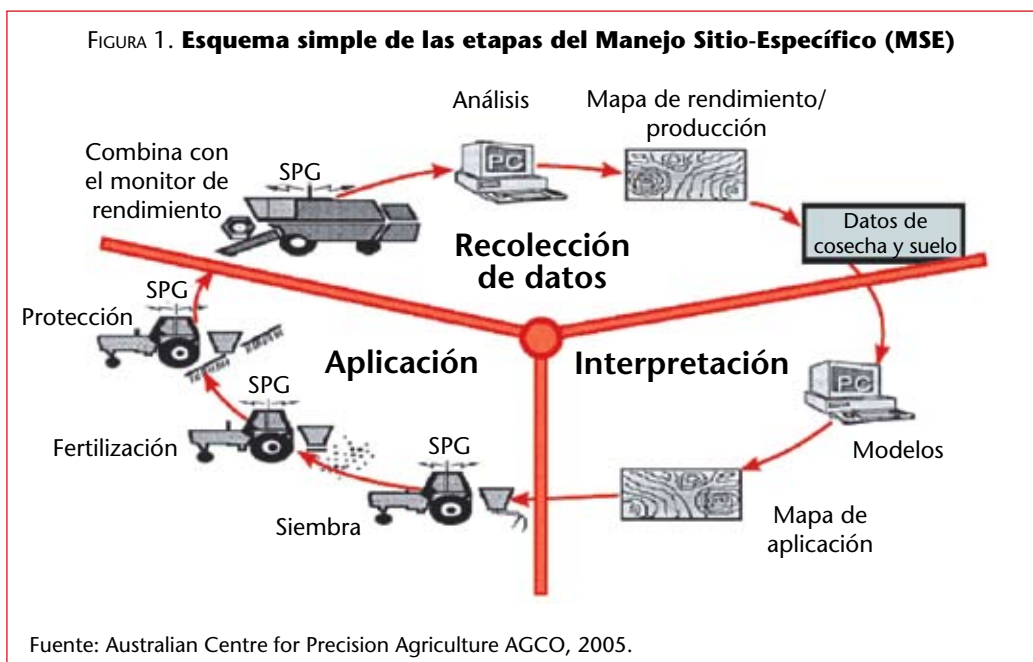 FIGURA 1. Esquema simple de las etapas del Manejo Sitio-Específico (MSE)
Análisis
Mapa de rendimiento/
producción
Combina con
el monitor de
rendimiento
SPG
PC
Datos de
cosecha y suelo
Recolección
de datos
SPG
Protección
Aplicación
Interpretación
PC
SPG
Fertilización
SPG
Modelos
Siembra
Mapa de
aplicación
Fuente: Australian Centre for Precision Agriculture AGCO, 2005.